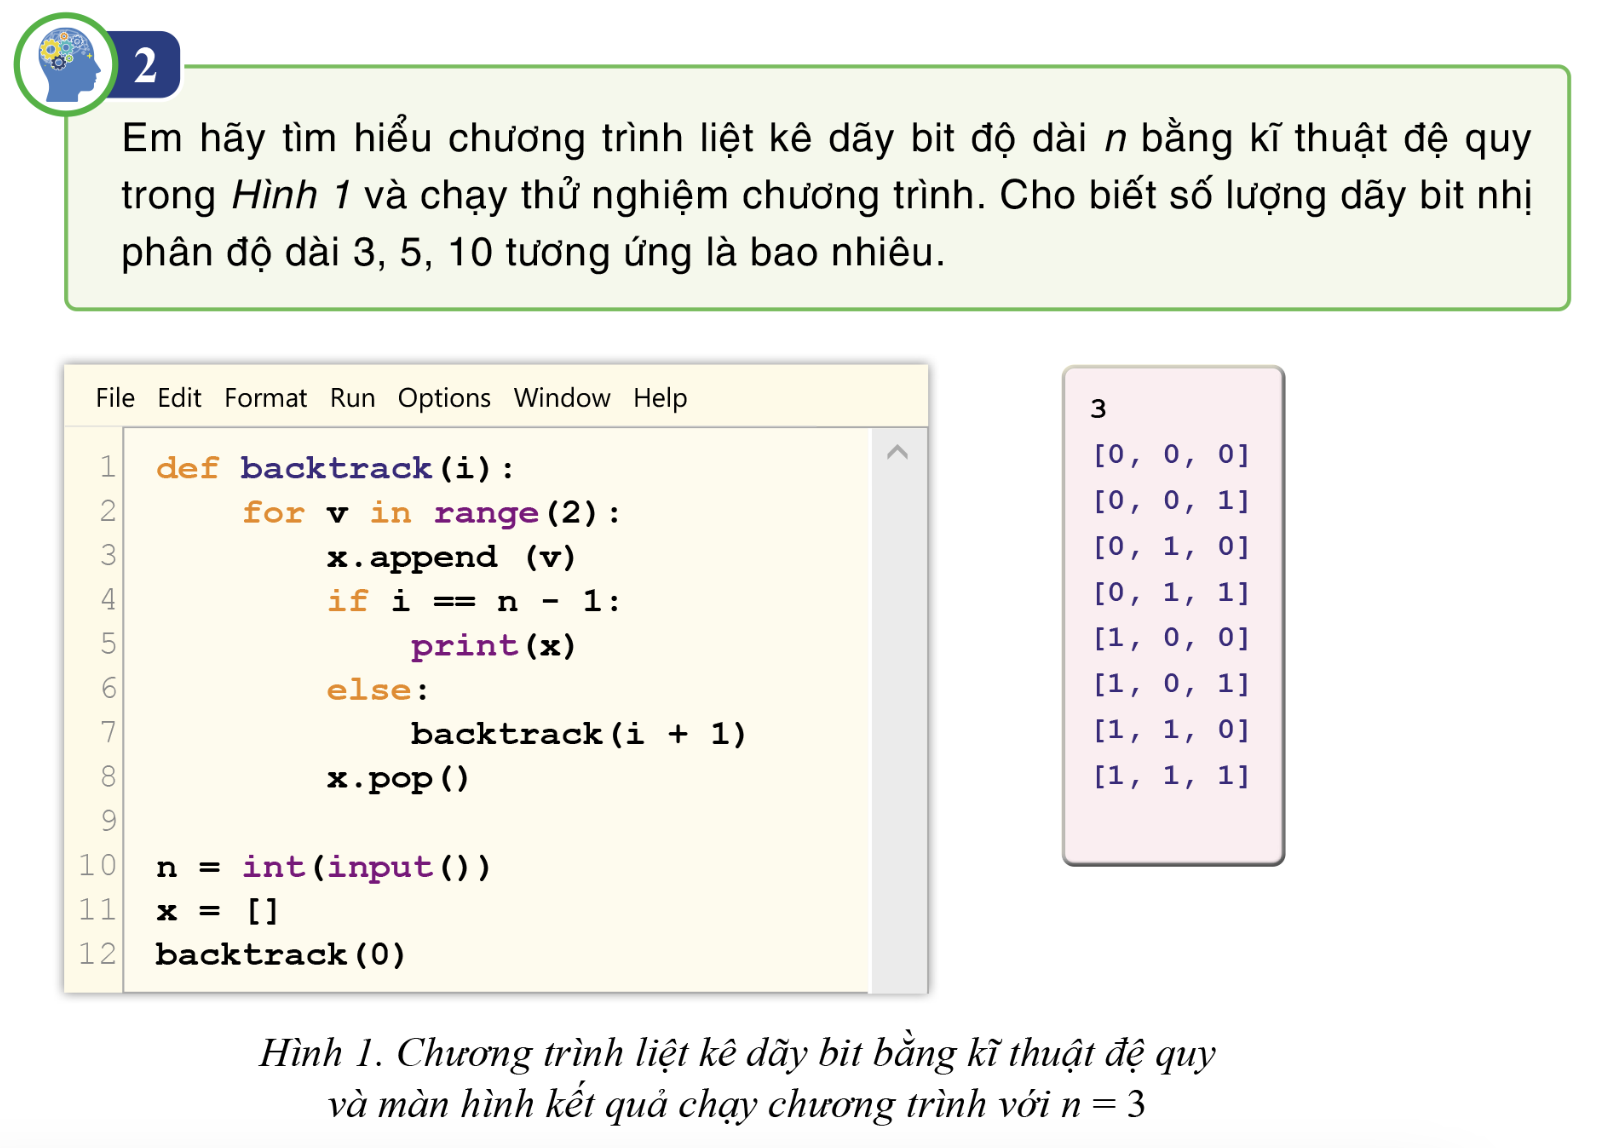 2
Em hãy tìm hiểu chương trình liệt kê dãy bit độ dài n bằng kĩ thuật đệ quy
trong Hình 1 và chạy thử nghiệm chương trình. Cho biết số lượng dãy bit nhị
phân độ dài 3, 5, 10 tương ứng là bao nhiêu.
File Edit Format Run Options Window Help
1 def backtrack(i):
2     for v in range(2):
3         x.append (v)
4         if i == n - 1:
5             print(x)
6         else:
7             backtrack(i + 1)
8         x.pop()
9
10 n = int(input())
11 x = []
12 backtrack(0)
3
[0, 0, 0]
[0, 0, 1]
[0, 1, 0]
[0, 1, 1]
[1, 0, 0]
[1, 0, 1]
[1, 1, 0]
[1, 1, 1]
Hình 1. Chương trình liệt kê dãy bit bằng kĩ thuật đệ quy
và màn hình kết quả chạy chương trình với n = 3